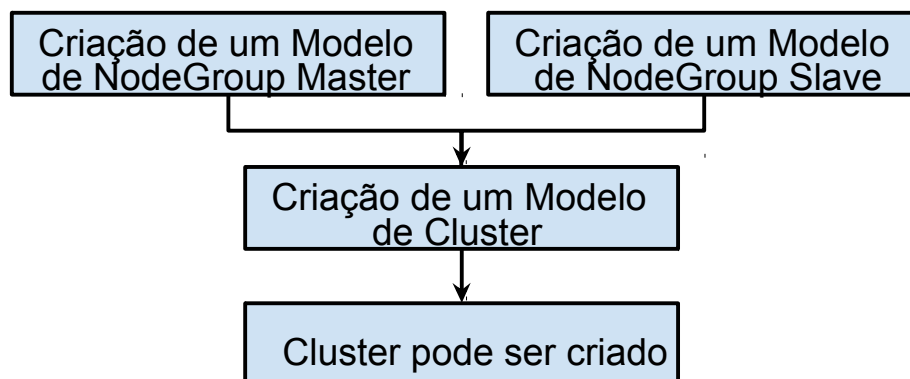 Criação de um Modelo
de NodeGroup Master
Criação de um Modelo
de NodeGroup Slave
Criação de um Modelo
de Cluster
Cluster pode ser criado